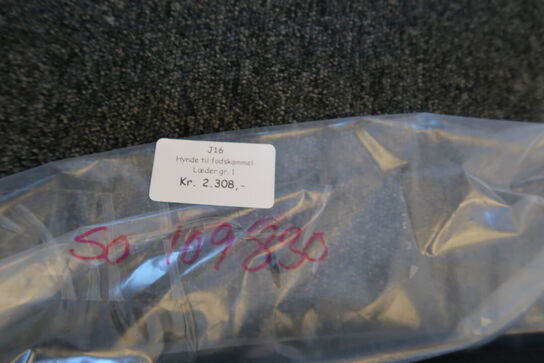 J16
Hynde til fodskammel
Læder gr. 1
Kr. 2.308,-
SO 109830